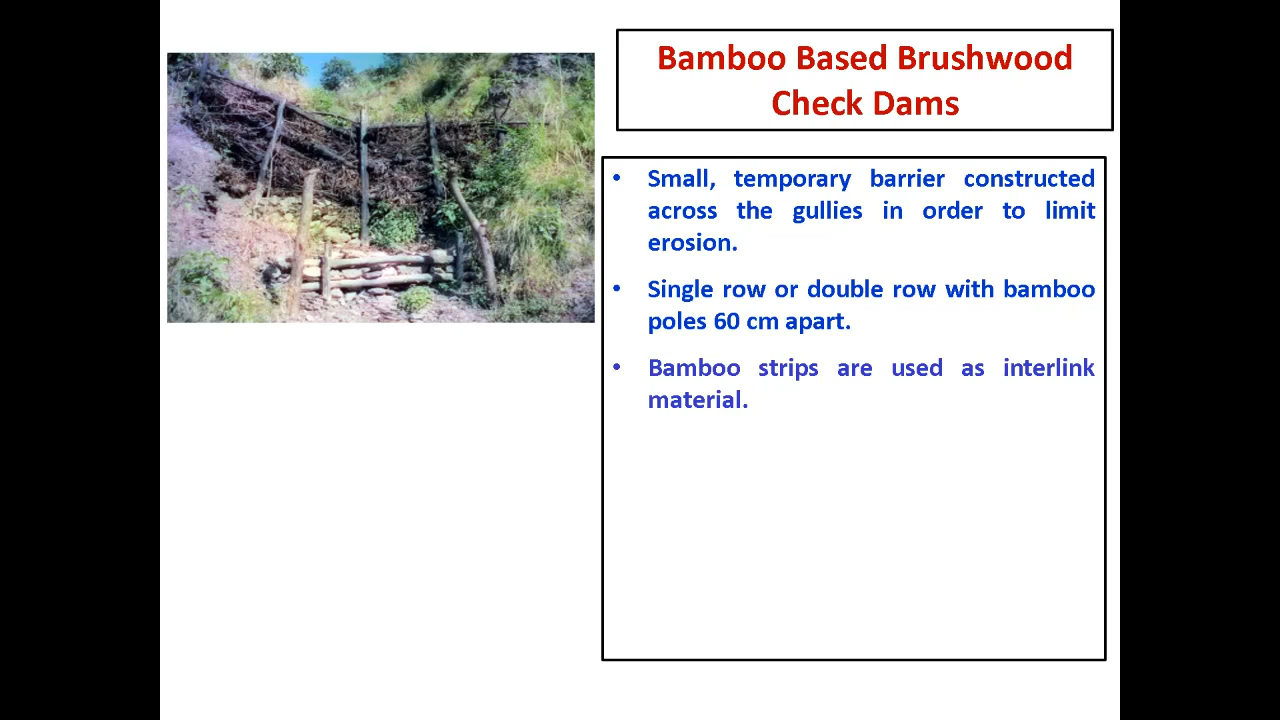 Bamboo Based Brushwood
Check Dams
• Small, temporary barrier constructed
across the gullies in order to limit
erosion.
• Single row or double row with bamboo
poles 60 cm apart.
• Bamboo strips are used as interlink
material.